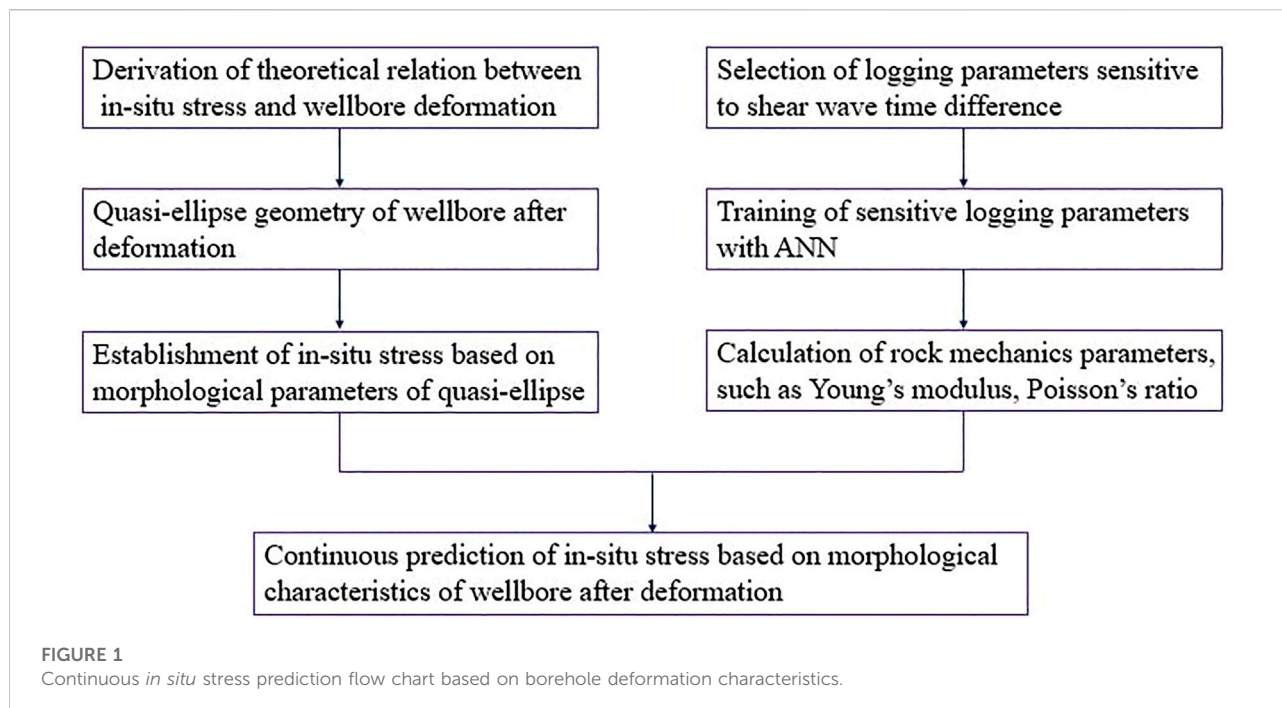 Derivation of theoretical relation between
in-situ stress and wellbore deformation
Quasi-ellipse geometry of wellbore after
deformation
Establishment of in-situ stress based on
morphological parameters of quasi-ellipse
Selection of logging parameters sensitive
to shear wave time difference
Training of sensitive logging parameters
with ANN
Calculation of rock mechanics parameters,
such as Young's modulus, Poisson's ratio
Continuous prediction of in-situ stress based on morphological
characteristics of wellbore after deformation
FIGURE 1
Continuous in situ stress prediction flow chart based on borehole deformation characteristics.